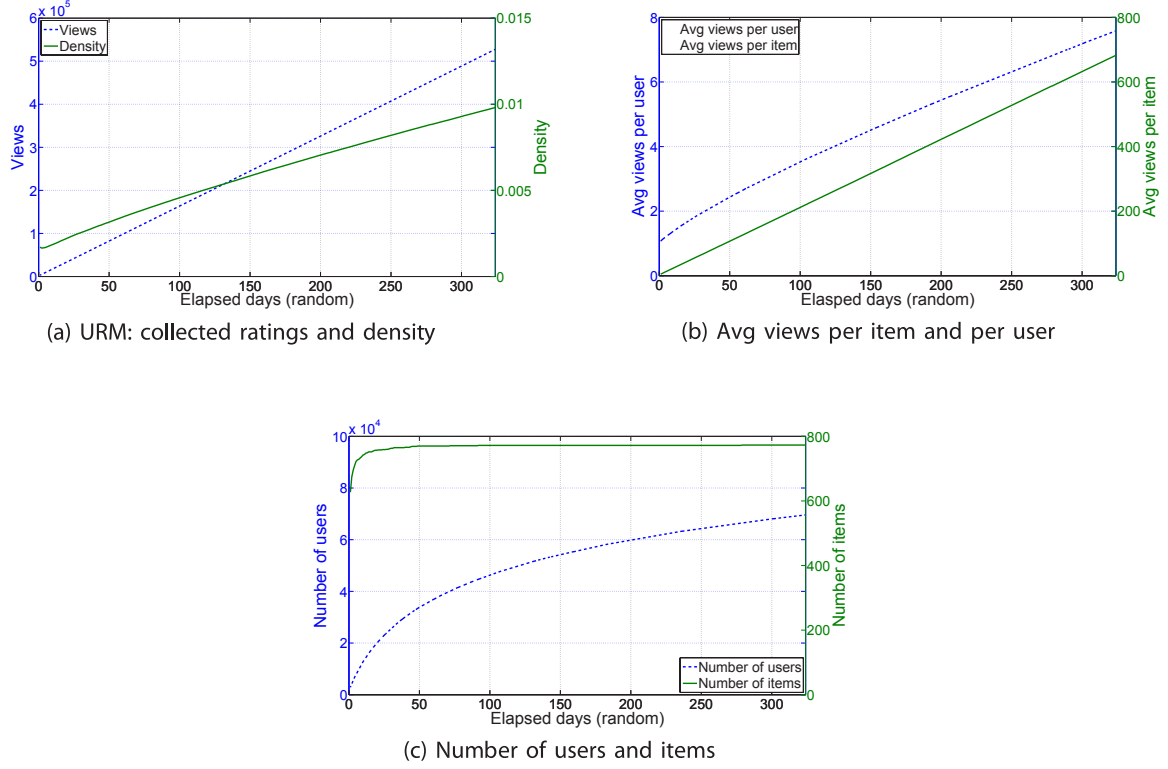 6 x 10^5
0.015
Views
Density
5
4
0.01
3
2
0.005
1
0
0
0
50
100
150
200
250
300
Views
Density
Elapsed days (random)
(a) URM: collected ratings and density
8
800
Avg views per user
Avg views per item
6
600
4
400
2
200
0
0
0
50
100
150
200
250
300
Avg views per user
Avg views per item
Elasped days (random)
(b) Avg views per item and per user
10 x 10^4
800
8
600
6
400
4
200
2
0
0
Number of users
Number of items
0
50
100
150
200
250
300
Number of users
Number of items
Elapsed days (random)
(c) Number of users and items